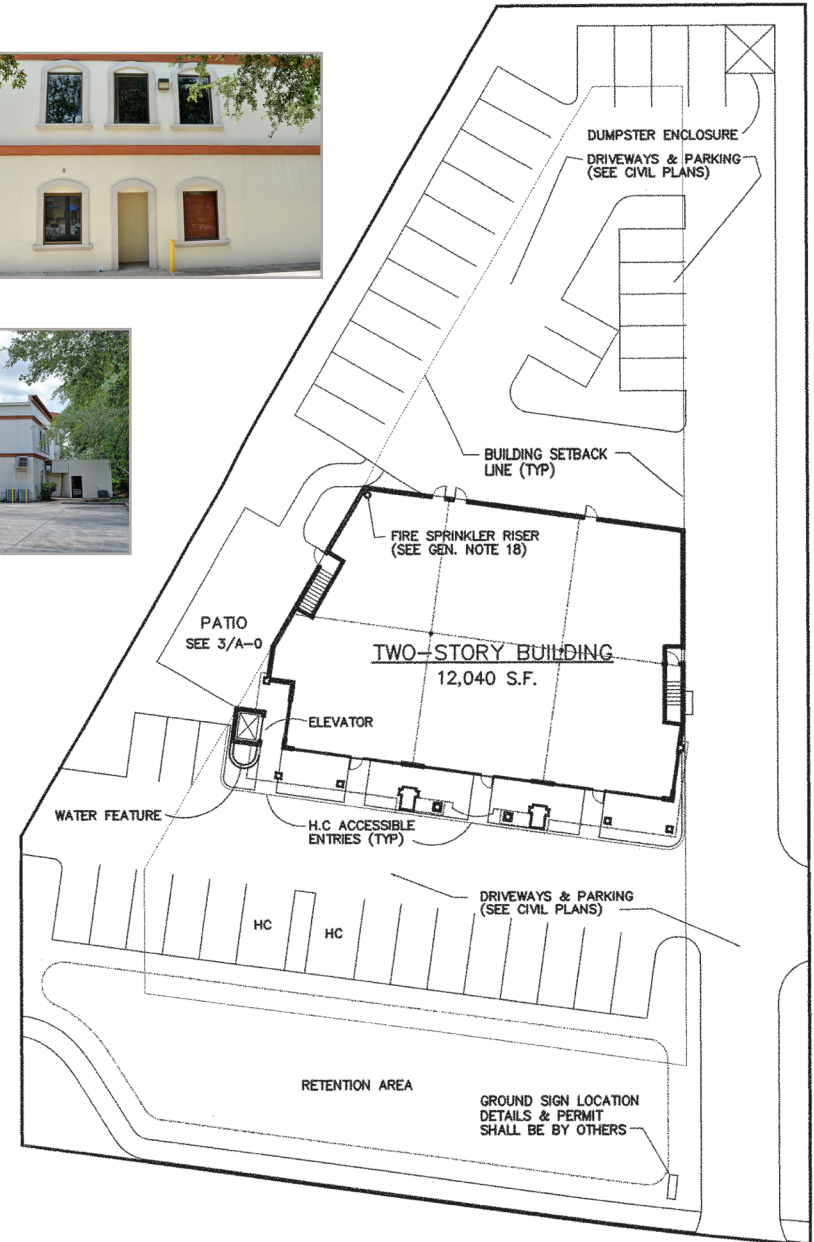 DUMPSTER ENCLOSURE
DRIVEWAYS & PARKING
(SEE CIVIL PLANS)
BUILDING SETBACK
LINE (TYP)
FIRE SPRINKLER RISER
(SEE GEN. NOTE 18)
PATIO
SEE 3/A-0
TWO-STORY BUILDING
12,040 S.F.
ELEVATOR
WATER FEATURE
H.C ACCESSIBLE
ENTRIES (TYP)
DRIVEWAYS & PARKING
(SEE CIVIL PLANS)
HC
HC
RETENTION AREA
GROUND SIGN LOCATION
DETAILS & PERMIT
SHALL BE BY OTHERS